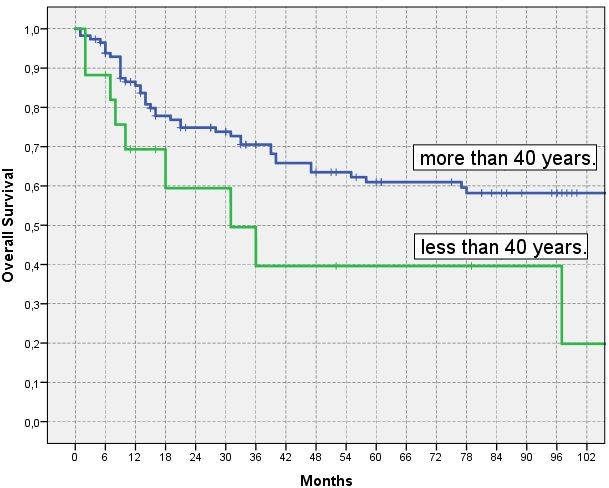 Overall Survival
1,0
0,9
0,8
0,7
0,6
0,5
0,4
0,3
0,2
0,1
0,0
more than 40 years.
less than 40 years.
0 6 12 18 24 30 36 42 48 54 60 66 72 78 84 90 96 102
Months